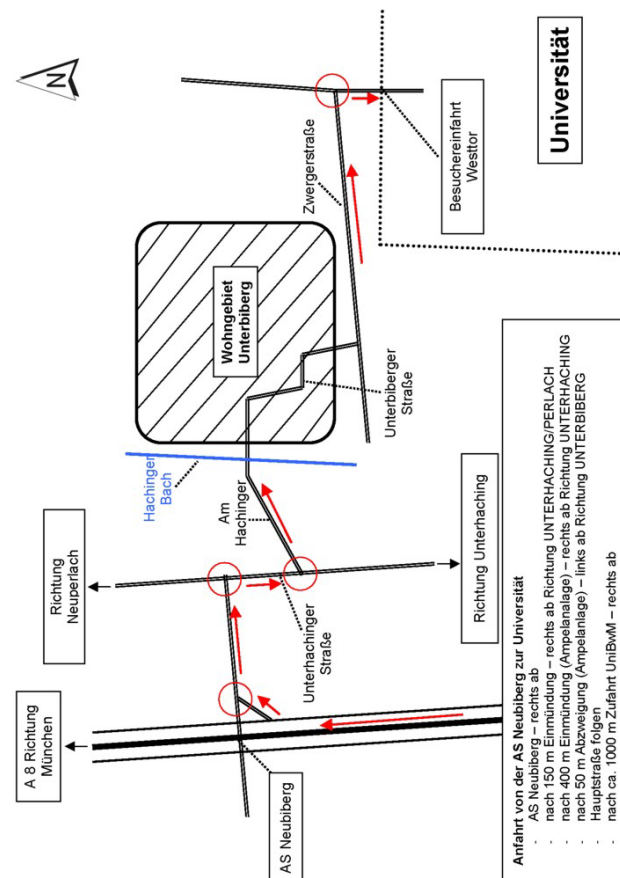 N
A 8 Richtung
München
Richtung
Neuperlach
Hachinger
Bach
Wohngebiet
Unterbiberg
Zwergerstraße
AS Neubiberg
Unterhachinger
Straße
Am
Hachinger
Unterbiberger
Straße
Besuchereinfahrt
Westtor
Universität
Richtung Unterhaching
Anfahrt von der AS Neubiberg zur Universität
- AS Neubiberg – rechts ab
- nach 150 m Einmündung – rechts ab Richtung UNTERHACHING/PERLACH
- nach 400 m Einmündung (Ampelanalage) – rechts ab Richtung UNTERHACHING
- nach 50 m Abzweigung (Ampelanlage) – links ab Richtung UNTERBIBERG
- Hauptstraße folgen
- nach ca. 1000 m Zufahrt UniBwM – rechts ab